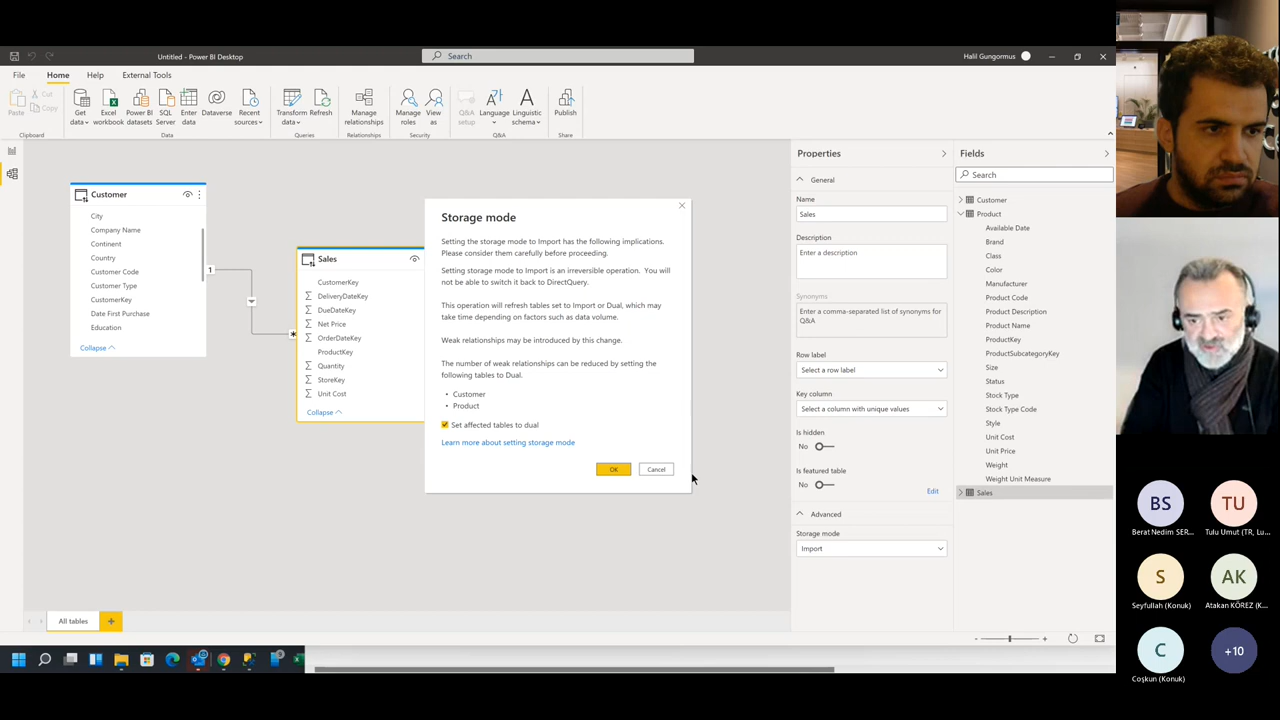 Untitled - Power BI Desktop
Search
Halil Gungormus
File
Home
Help
External Tools
Paste
Cut
Copy
Get data
Excel workbook
Power BI datasets
SQL Server
Enter data
Dataverse
Recent sources
Transform data
Refresh
Manage relationships
Manage roles
View as
Q&A setup
Language
Linguistic schema
Publish
Clipboard
Data
Queries
Relationships
Security
Q&A
Share
Customer
City
Company Name
Continent
Country
Customer Code
Customer Type
CustomerKey
Date First Purchase
Education
Collapse
1
*
Sales
CustomerKey
DeliveryDateKey
DueDateKey
Net Price
OrderDateKey
ProductKey
Quantity
StoreKey
Unit Cost
Collapse
Storage mode
Setting the storage mode to Import has the following implications.
Please consider them carefully before proceeding.
Setting storage mode to Import is an irreversible operation. You will
not be able to switch it back to DirectQuery.
This operation will refresh tables set to Import or Dual, which may
take time depending on factors such as data volume.
Weak relationships may be introduced by this change.
The number of weak relationships can be reduced by setting the
following tables to Dual.
• Customer
• Product
Set affected tables to dual
Learn more about setting storage mode
OK
Cancel
Properties
General
Name
Sales
Description
Enter a description
Synonyms
Enter a comma-separated list of synonyms for
Q&A
Row label
Select a row label
Key column
Select a column with unique values
Is hidden
No
Is featured table
No
Edit
Advanced
Storage mode
Import
Fields
Search
Customer
Product
Available Date
Brand
Class
Color
Manufacturer
Product Code
Product Description
Product Name
ProductKey
ProductSubcategoryKey
Size
Status
Stock Type
Stock Type Code
Style
Unit Cost
Unit Price
Weight
Weight Unit Measure
Sales
All tables
+
- +
BS
Berat Nedim SER...
TU
Tulu Umut (TR, Lu...
S
Seyfullah (Konuk)
AK
Atakan KÖREZ (K...
C
Coşkun (Konuk)
+10